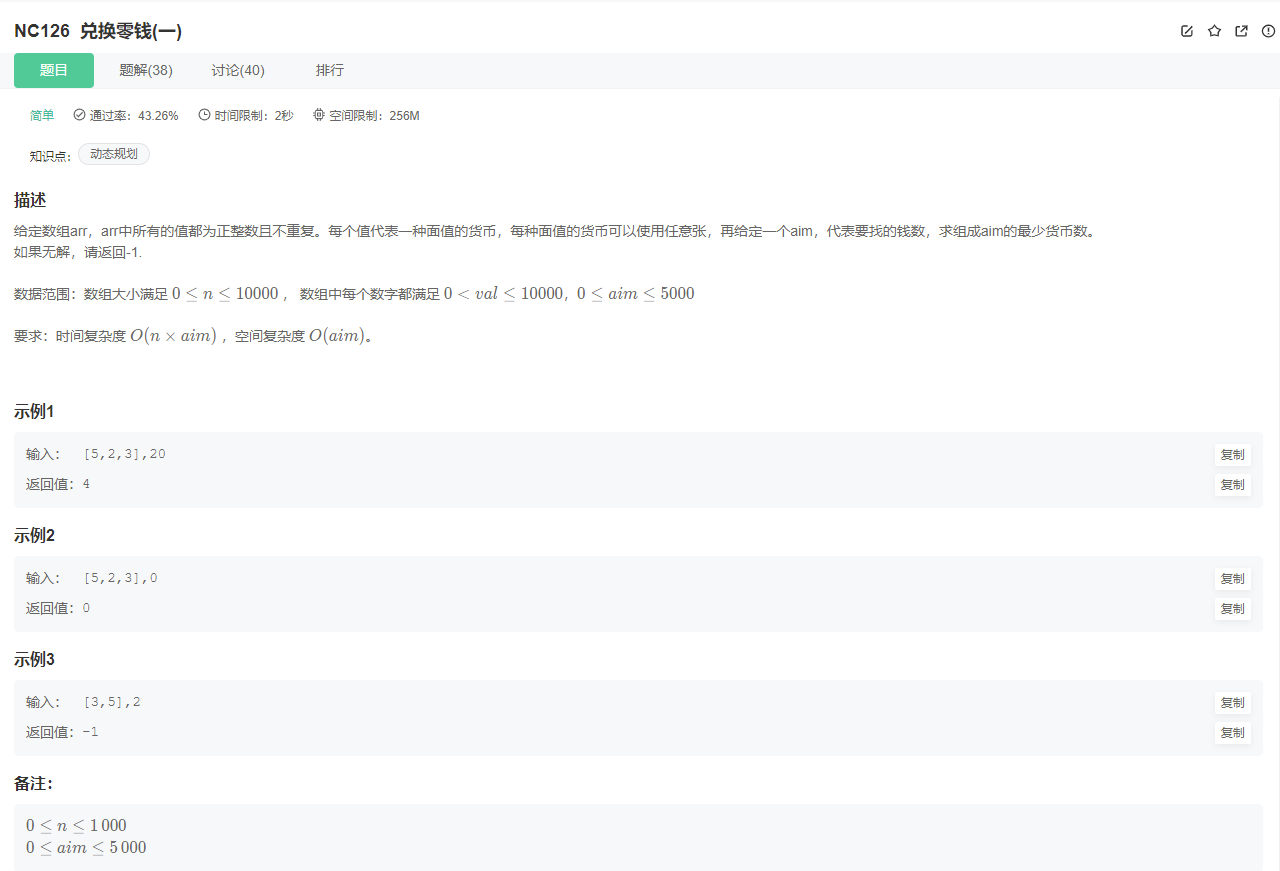 NC126 兑换零钱(一)
题目 题解(38) 讨论(40) 排行
简单 通过率：43.26% 时间限制：2秒 空间限制：256M
知识点： 动态规划
描述
给定数组arr，arr中所有的值都为正整数且不重复。每个值代表一种面值的货币，每种面值的货币可以使用任意张，再给定一个aim，代表要找的钱数，求组成aim的最少货币数。
如果无解，请返回-1.
数据范围：数组大小满足 0 ≤ n ≤ 10000 ， 数组中每个数字都满足 0 < val ≤ 10000，0 ≤ aim ≤ 5000
要求：时间复杂度 O(n × aim) ，空间复杂度 O(aim)。
示例1
输入： [5,2,3],20 复制
返回值：4 复制
示例2
输入： [5,2,3],0 复制
返回值：0 复制
示例3
输入： [3,5],2 复制
返回值：-1 复制
备注：
0 ≤ n ≤ 1 000
0 ≤ aim ≤ 5 000